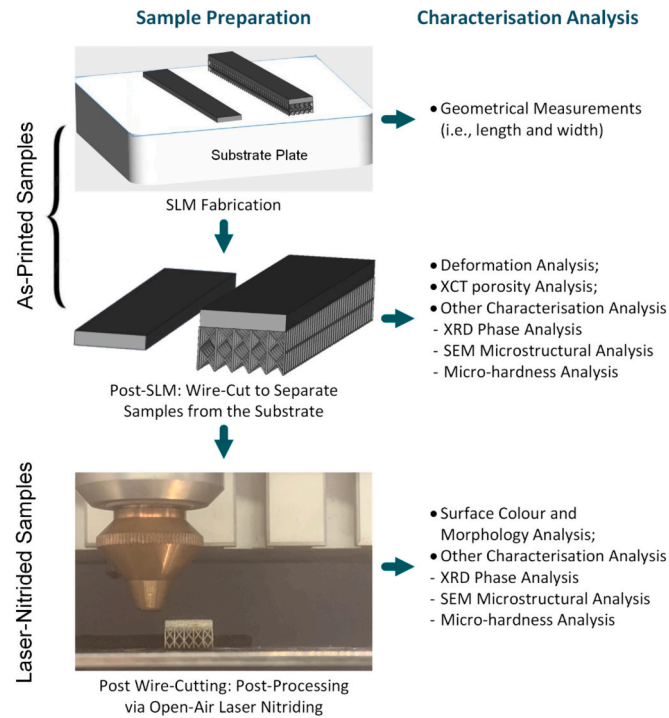 Sample Preparation
Characterisation Analysis
As-Printed Samples
Substrate Plate
SLM Fabrication
● Geometrical Measurements
(i.e., length and width)
Post-SLM: Wire-Cut to Separate
Samples from the Substrate
● Deformation Analysis;
● XCT porosity Analysis;
● Other Characterisation Analysis
- XRD Phase Analysis
- SEM Microstructural Analysis
- Micro-hardness Analysis
Laser-Nitrided Samples
Post Wire-Cutting: Post-Processing
via Open-Air Laser Nitriding
● Surface Colour and
Morphology Analysis;
● Other Characterisation Analysis
- XRD Phase Analysis
- SEM Microstructural Analysis
- Micro-hardness Analysis